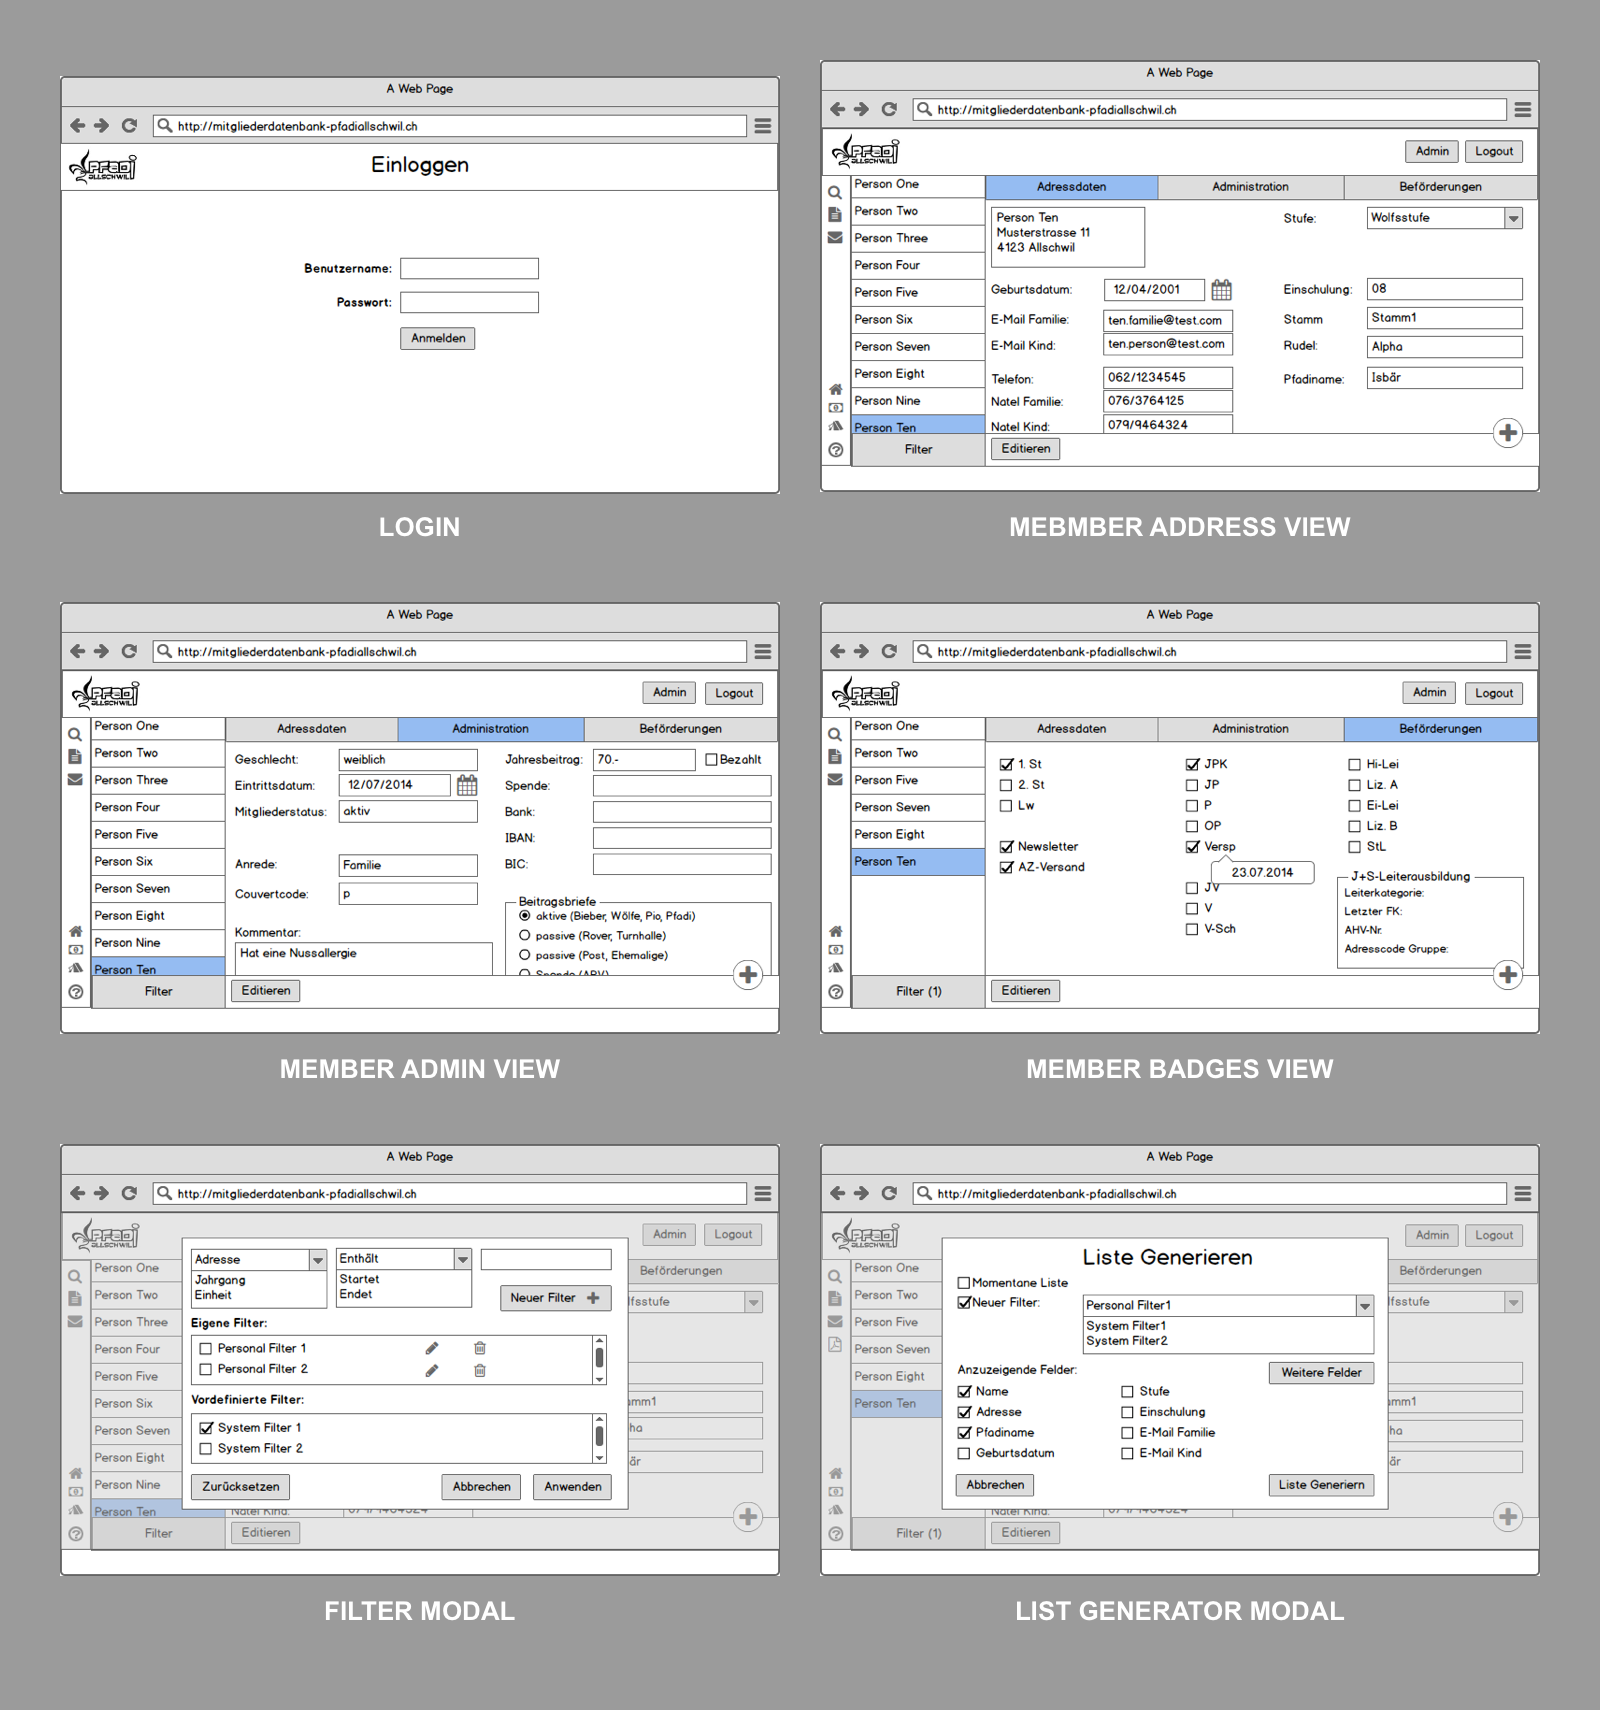 A Web Page
http://mitgliederdatenbank-pfadiallschwil.ch
Pfadi
ALLSCHWIL
Einloggen
Benutzername:
Passwort:
Anmelden
LOGIN
A Web Page
http://mitgliederdatenbank-pfadiallschwil.ch
Pfadi
ALLSCHWIL
Admin Logout
Person One
Person Two
Person Three
Person Four
Person Five
Person Six
Person Seven
Person Eight
Person Nine
Person Ten
Filter
Adressdaten Administration Beförderungen
Person Ten
Musterstrasse 11
4123 Allschwil
Stufe: Wolfsstufe
Geburtsdatum: 12/04/2001 Einschulung: 08
E-Mail Familie: ten.familie@test.com Stamm Stamm1
E-Mail Kind: ten.person@test.com Rudel: Alpha
Telefon: 062/1234545 Pfadiname: Isbär
Natel Familie: 076/3764125
Natel Kind: 079/9464324
Editieren
MEBMBER ADDRESS VIEW
A Web Page
http://mitgliederdatenbank-pfadiallschwil.ch
Pfadi
ALLSCHWIL
Admin Logout
Person One
Person Two
Person Three
Person Four
Person Five
Person Six
Person Seven
Person Eight
Person Nine
Person Ten
Filter
Adressdaten Administration Beförderungen
Geschlecht: weiblich Jahresbeitrag: 70.- Bezahlt
Eintrittsdatum: 12/07/2014 Spende:
Mitgliederstatus: aktiv Bank:
IBAN:
Anrede: Familie BIC:
Couvertcode: p
Beitragsbriefe
aktive (Bieber, Wölfe, Pio, Pfadi)
passive (Rover, Turnhalle)
passive (Post, Ehemalige)
Spende (APV)
Kommentar:
Hat eine Nussallergie
Editieren
MEMBER ADMIN VIEW
A Web Page
http://mitgliederdatenbank-pfadiallschwil.ch
Pfadi
ALLSCHWIL
Admin Logout
Person One
Person Two
Person Five
Person Seven
Person Eight
Person Ten
Filter (1)
Adressdaten Administration Beförderungen
1. St JPK Hi-Lei
2. St JP Liz. A
Lw P Ei-Lei
OP Liz. B
Newsletter Versp StL
AZ-Versand 23.07.2014
JV
V
V-Sch
J+S-Leiterausbildung
Leiterkategorie:
Letzter FK:
AHV-Nr.
Adresscode Gruppe:
Editieren
MEMBER BADGES VIEW
A Web Page
http://mitgliederdatenbank-pfadiallschwil.ch
Pfadi
ALLSCHWIL
Admin Logout
Person One
Person Two
Person Three
Person Four
Person Five
Person Six
Person Seven
Person Eight
Person Nine
Person Ten
Filter
Beförderungen
lfsstufe
mm1
ha
är
Adresse Enthält
Jahrgang Startet
Einheit Endet
Neuer Filter
Eigene Filter:
Personal Filter 1
Personal Filter 2
Vordefinierte Filter:
System Filter 1
System Filter 2
Zurücksetzen Abbrechen Anwenden
Natel Kind:
Editieren
FILTER MODAL
A Web Page
http://mitgliederdatenbank-pfadiallschwil.ch
Pfadi
ALLSCHWIL
Admin Logout
Person One
Person Two
Person Five
Person Seven
Person Eight
Person Ten
Filter (1)
Beförderungen
lfsstufe
mm1
ha
är
Liste Generieren
Momentane Liste
Neuer Filter: Personal Filter1
System Filter1
System Filter2
Anzuzeigende Felder: Weitere Felder
Name Stufe
Adresse Einschulung
Pfadiname E-Mail Familie
Geburtsdatum E-Mail Kind
Abbrechen Liste Generiern
Natel Kind:
Editieren
LIST GENERATOR MODAL